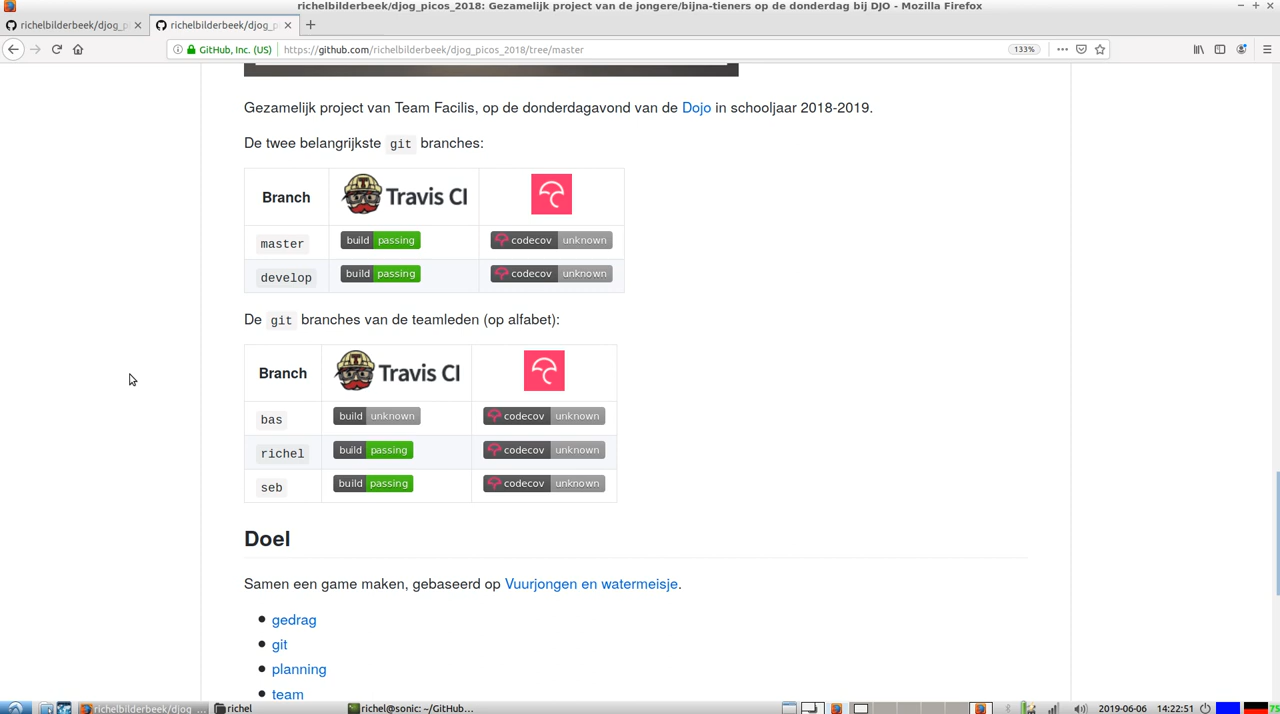 richelbilderbeek/djog_picos_2018: Gezamelijk project van de jongere/bijna-tieners op de donderdag bij DJO - Mozilla Firefox
richelbilderbeek/djog_p
richelbilderbeek/djog_pi
GitHub, Inc. (US)
https://github.com/richelbilderbeek/djog_picos_2018/tree/master
133%
Gezamelijk project van Team Facilis, op de donderdagavond van de Dojo in schooljaar 2018-2019.
De twee belangrijkste git branches:
Branch Travis CI
master build passing codecov unknown
develop build passing codecov unknown
De git branches van de teamleden (op alfabet):
Branch Travis CI
bas build unknown codecov unknown
richel build passing codecov unknown
seb build passing codecov unknown
Doel
Samen een game maken, gebaseerd op Vuurjongen en watermeisje.
gedrag
git
planning
team
richelbilderbeek/djog_... richel richel@sonic: ~/GitHub... 2019-06-06 14:22:51 75